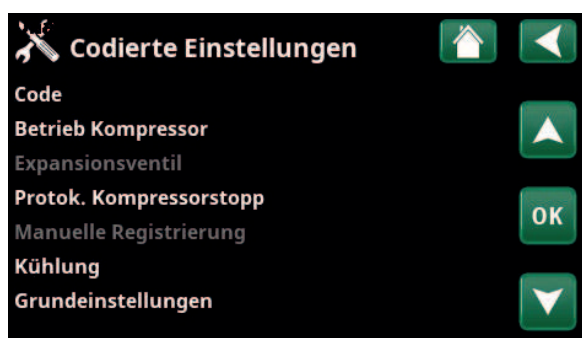 Codierte Einstellungen
Code
Betrieb Kompressor
Expansionsventil
Protok. Kompressorstopp
OK
Manuelle Registrierung
Kühlung
Grundeinstellungen